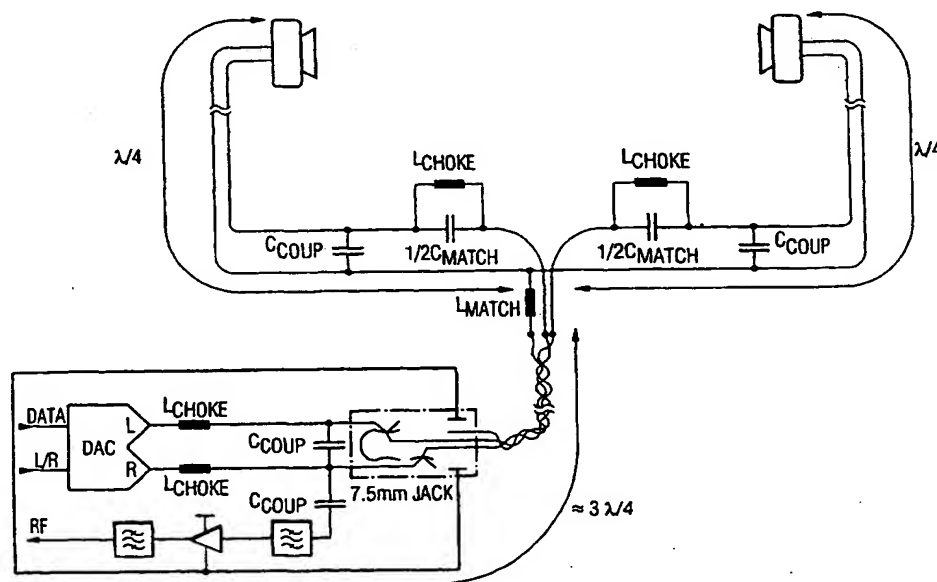 λ/4
LCHOKE
LCHOKE
λ/4
CCOUP
1/2CMATCH
1/2CMATCH
CCOUP
LMATCH
DATA
LCHOKE
L
DAC
CCOUP
L/R
R
LCHOKE
7.5mm JACK
CCOUP
RF
≈ 3 λ/4